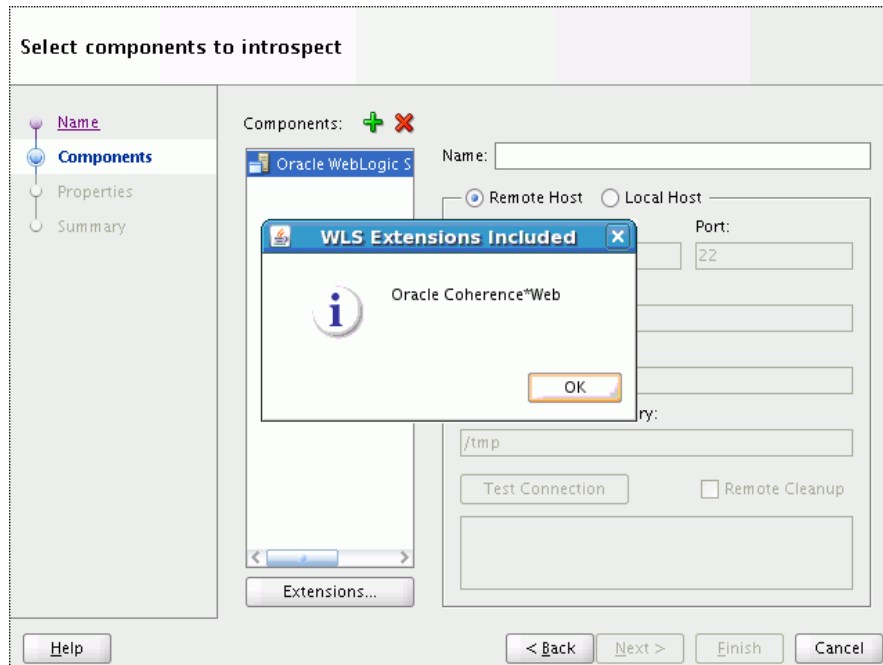 Select components to introspect
Name
Components
Properties
Summary
Components:
Oracle WebLogic S
Extensions...
Name:
Remote Host
Local Host
Port:
22
WLS Extensions Included
Oracle Coherence*Web
OK
ry:
/tmp
Test Connection
Remote Cleanup
Help
< Back
Next >
Finish
Cancel